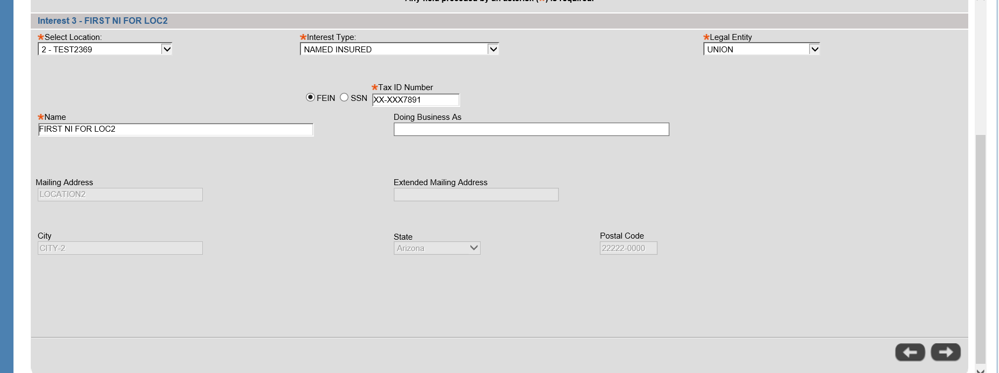 Any field preceded by an asterisk (*) is required.
Interest 3 - FIRST NI FOR LOC2
*Select Location: *Interest Type: *Legal Entity
2 - TEST2369 NAMED INSURED UNION
*Tax ID Number
FEIN SSN XX-XXX7891
*Name Doing Business As
FIRST NI FOR LOC2
Mailing Address Extended Mailing Address
LOCATION2
City State Postal Code
CITY-2 Arizona 22222-0000